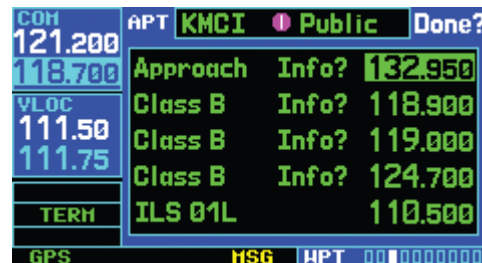 COM
121.200
118.700
VLOC
111.50
111.75
TERM
GPS
APT KMCI Public Done?
Approach Info? 132.950
Class B Info? 118.900
Class B Info? 119.000
Class B Info? 124.700
ILS 01L 110.500
MSG WPT